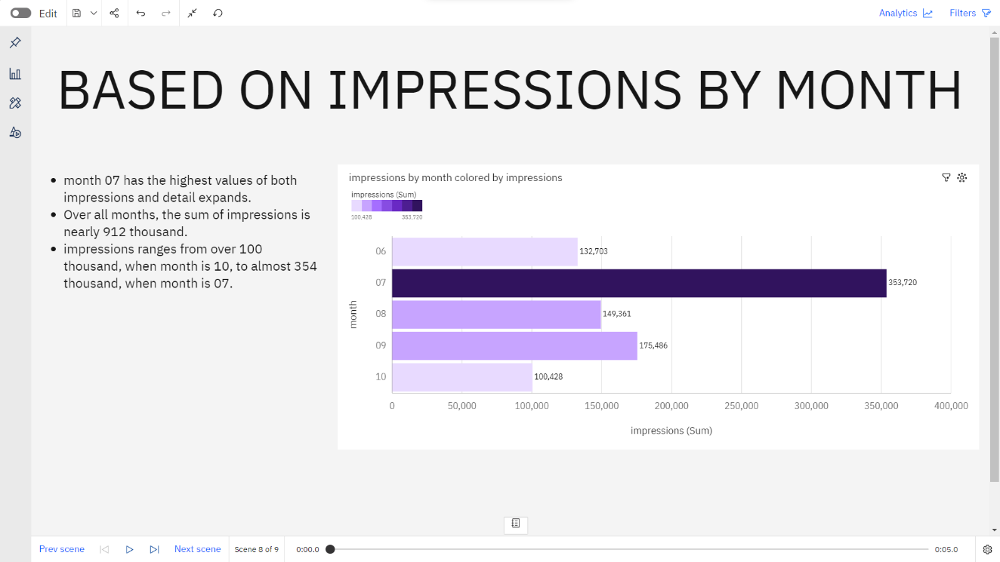 Edit
Analytics
Filters
BASED ON IMPRESSIONS BY MONTH
month 07 has the highest values of both
impressions and detail expands.
Over all months, the sum of impressions is
nearly 912 thousand.
impressions ranges from over 100
thousand, when month is 10, to almost 354
thousand, when month is 07.
impressions by month colored by impressions
impressions (Sum)
100,428 353,720
month
06 132,703
07 353,720
08 149,361
09 175,486
10 100,428
0 50,000 100,000 150,000 200,000 250,000 300,000 350,000 400,000
impressions (Sum)
Prev scene
Next scene
Scene 8 of 9
0:00.0
0:05.0